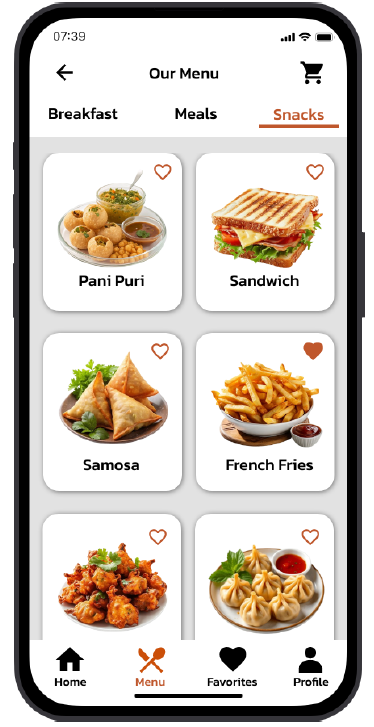 07:39
Our Menu
Breakfast Meals Snacks
Pani Puri Sandwich
Samosa French Fries
Home Menu Favorites Profile